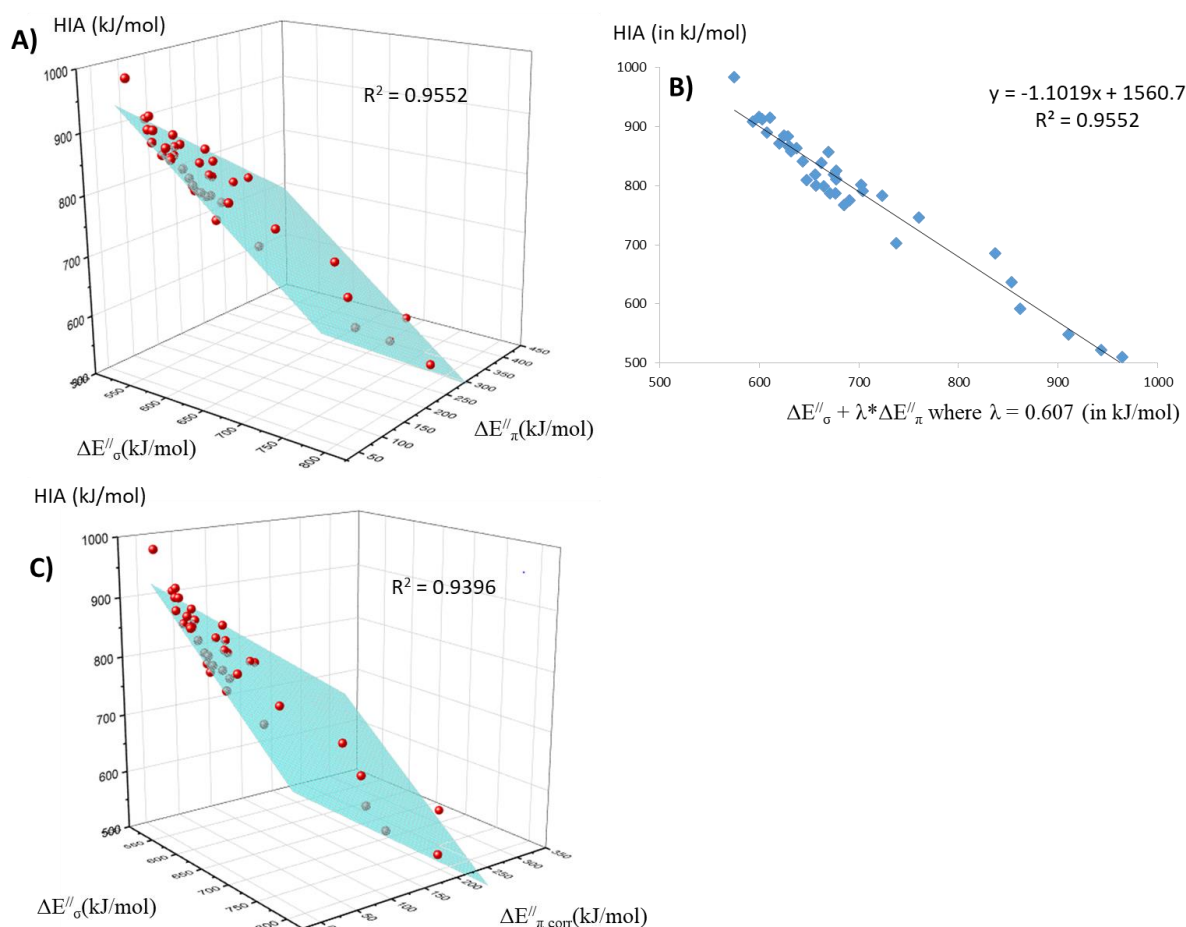 HIA (kJ/mol)
A)
R² = 0.9552
1000
900
800
700
600
550
600
650
700
750
800
50
100
150
200
250
300
350
400
450
ΔE//σ(kJ/mol)
ΔE//π(kJ/mol)
HIA (in kJ/mol)
B)
y = -1.1019x + 1560.7
R² = 0.9552
1000
900
800
700
600
500
500 600 700 800 900 1000
ΔE//σ + λ*ΔE//π where λ = 0.607 (in kJ/mol)
HIA (kJ/mol)
C)
R² = 0.9396
1000
900
800
700
600
500
550
600
650
700
750
50
100
150
200
250
300
350
ΔE//σ(kJ/mol)
ΔE//π corr(kJ/mol)